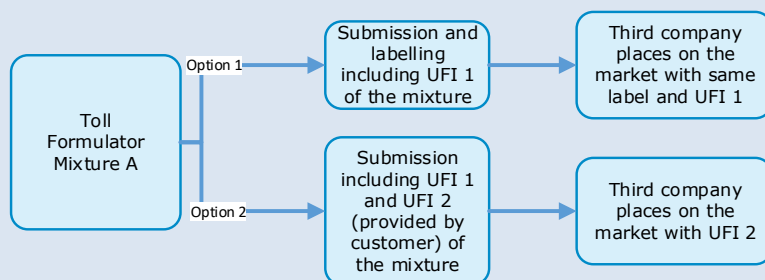 Toll
Formulator
Mixture A
Option 1
Submission and
labelling
including UFI 1
of the mixture
Third company
places on the
market with same
label and UFI 1
Option 2
Submission
including UFI 1
and UFI 2
(provided by
customer) of
the mixture
Third company
places on the
market with UFI 2